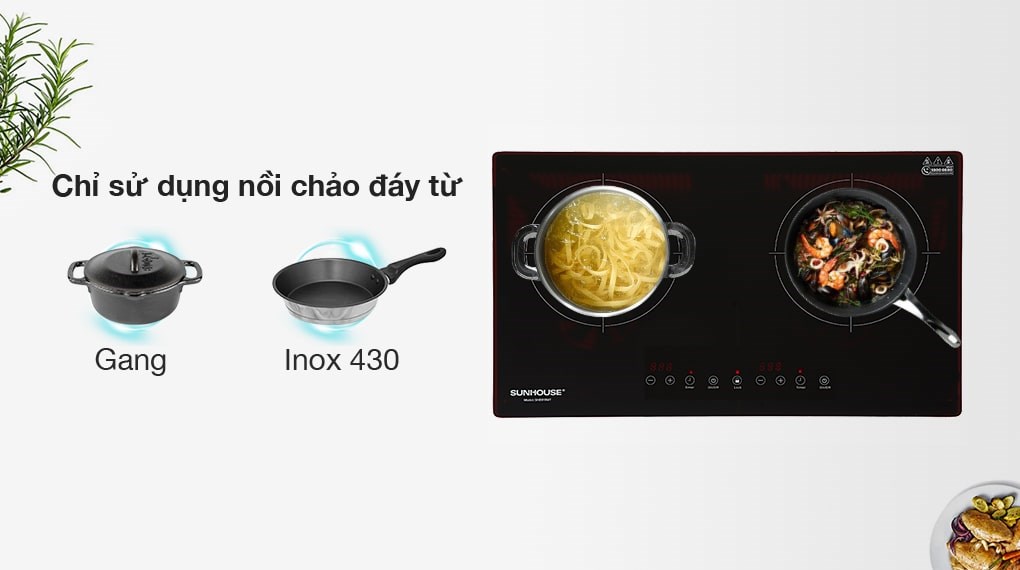 Chỉ sử dụng nồi chảo đáy từ
Gang
Inox 430
SUNHOUSE